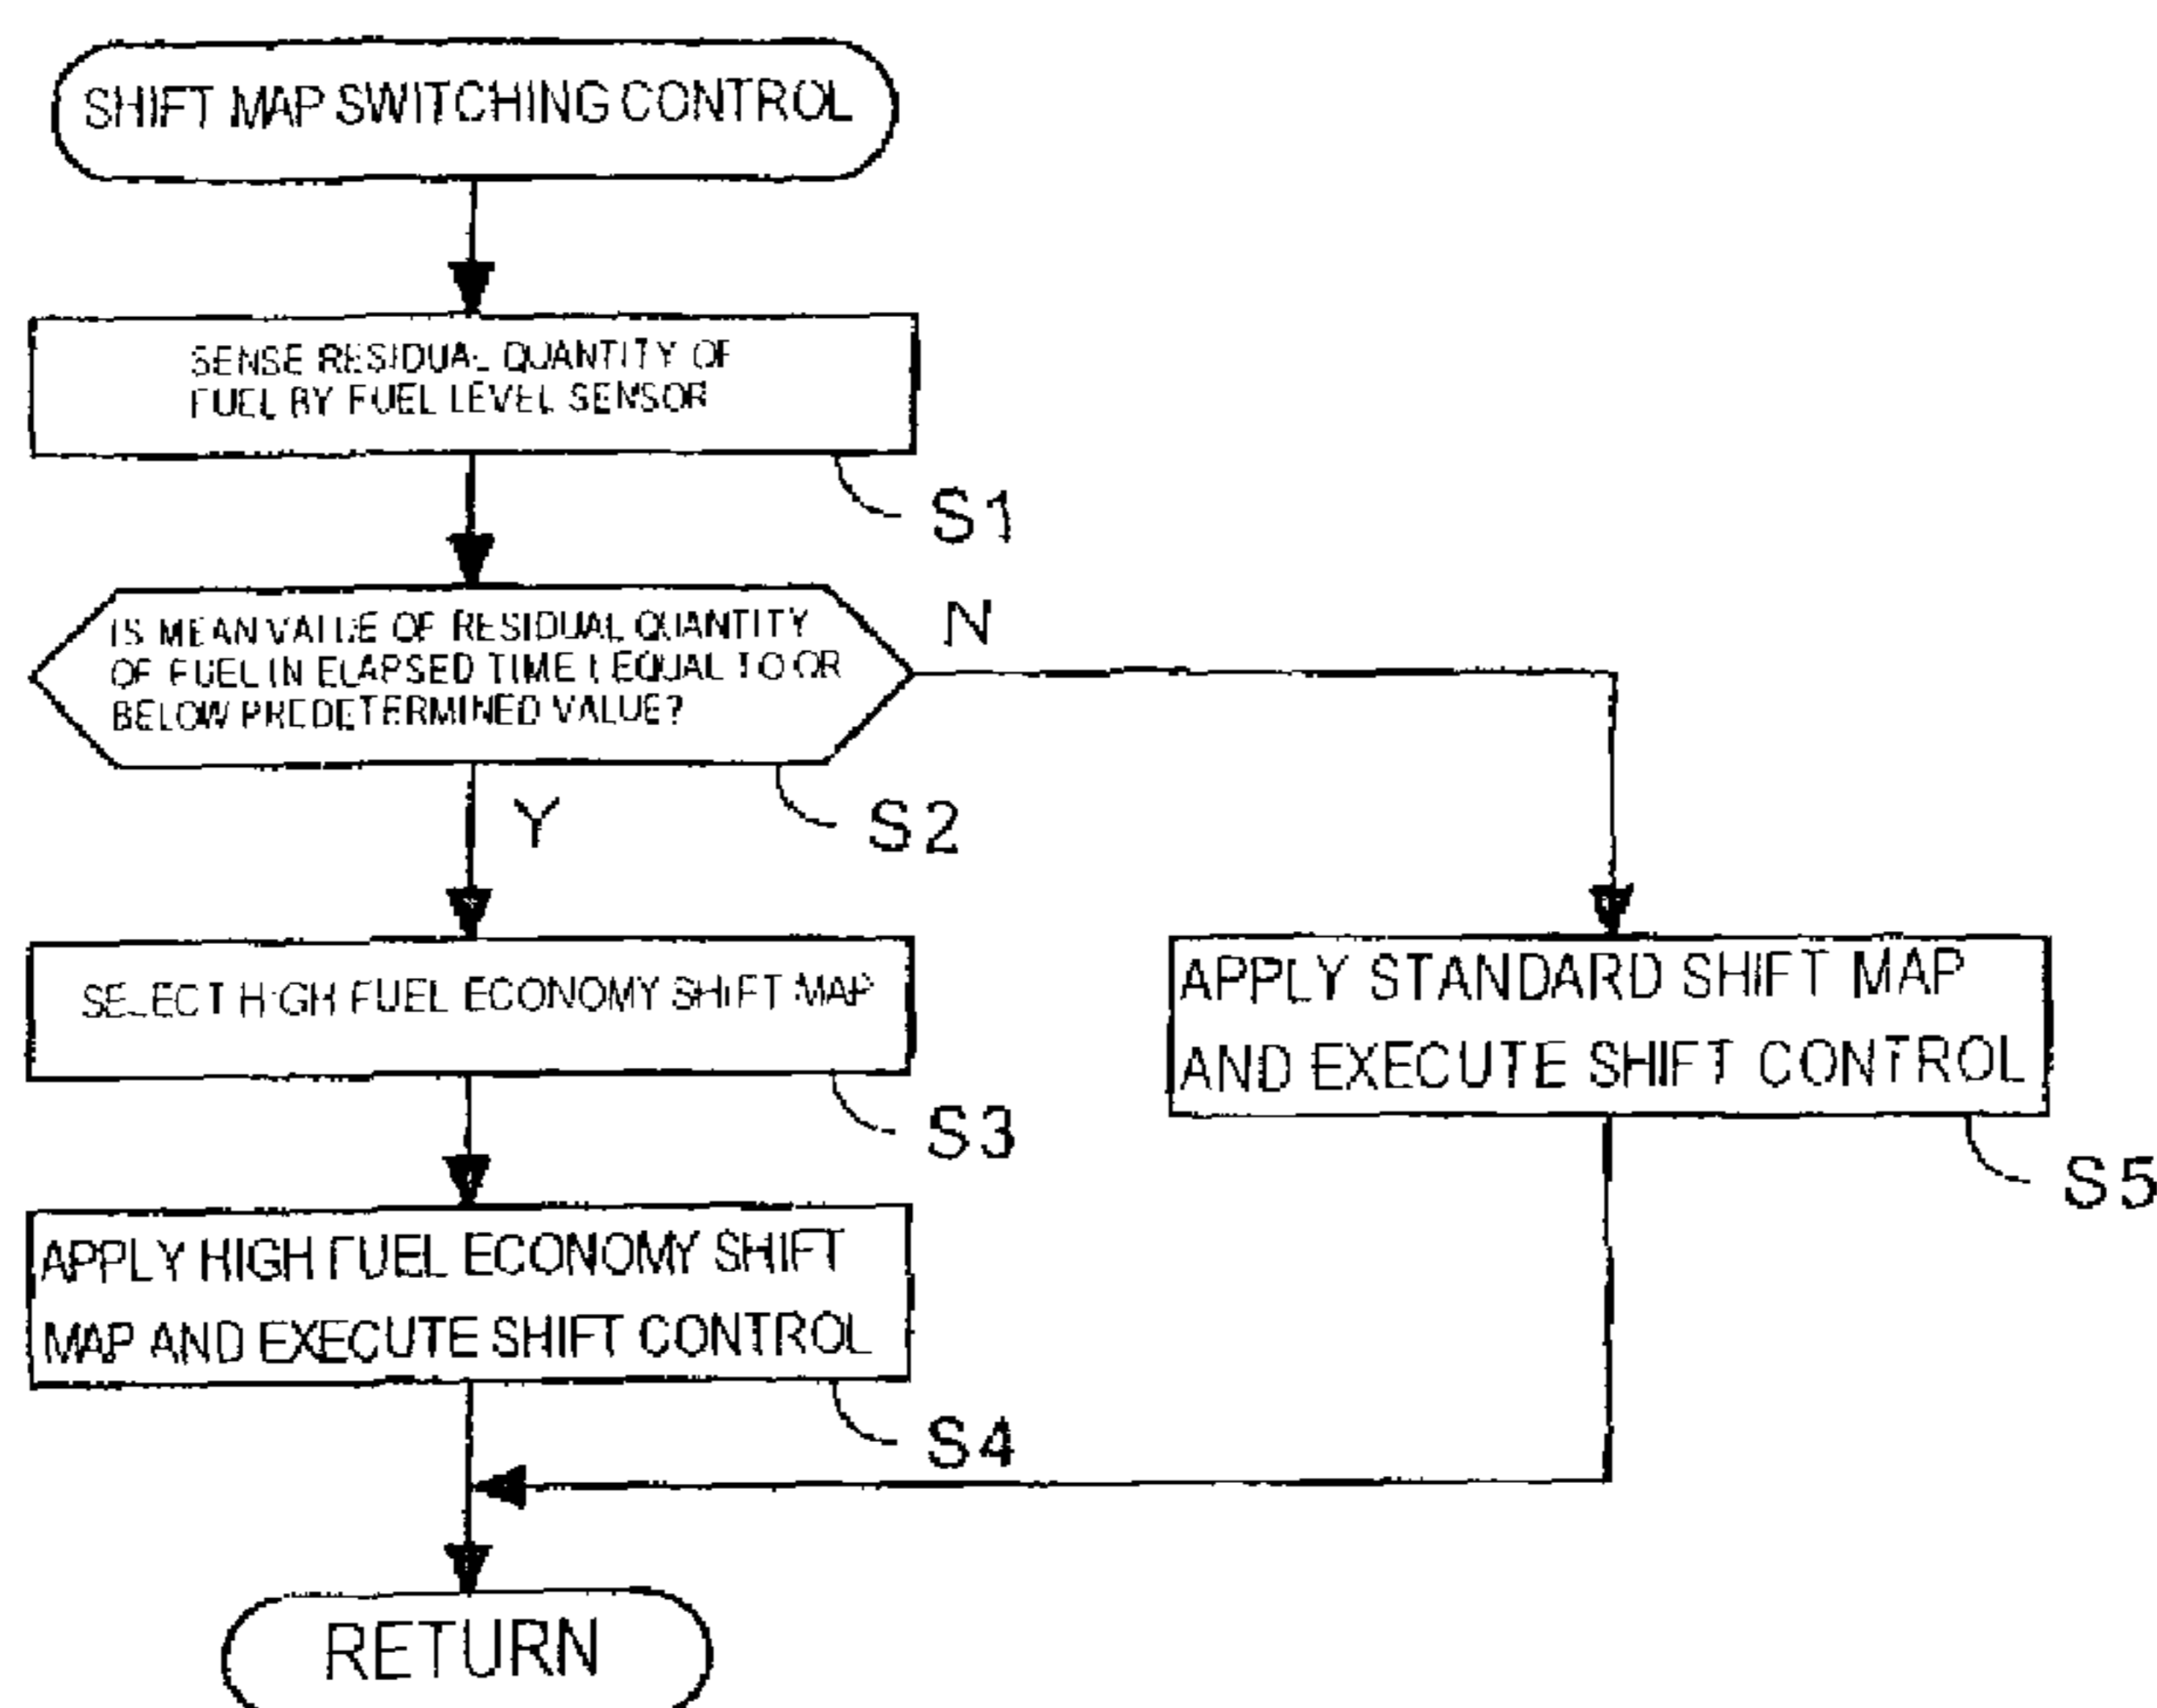 SHIFT MAP SWITCHING CONTROL
SENSE RESIDUAL QUANTITY OF
FUEL BY FUEL LEVEL SENSOR
S1
IS MEAN VALUE OF RESIDUAL QUANTITY
OF FUEL IN ELAPSED TIME t EQUAL TO OR
BELOW PREDETERMINED VALUE?
N
Y
S2
SELECT HIGH FUEL ECONOMY SHIFT MAP
S3
APPLY STANDARD SHIFT MAP
AND EXECUTE SHIFT CONTROL
S5
APPLY HIGH FUEL ECONOMY SHIFT
MAP AND EXECUTE SHIFT CONTROL
S4
RETURN